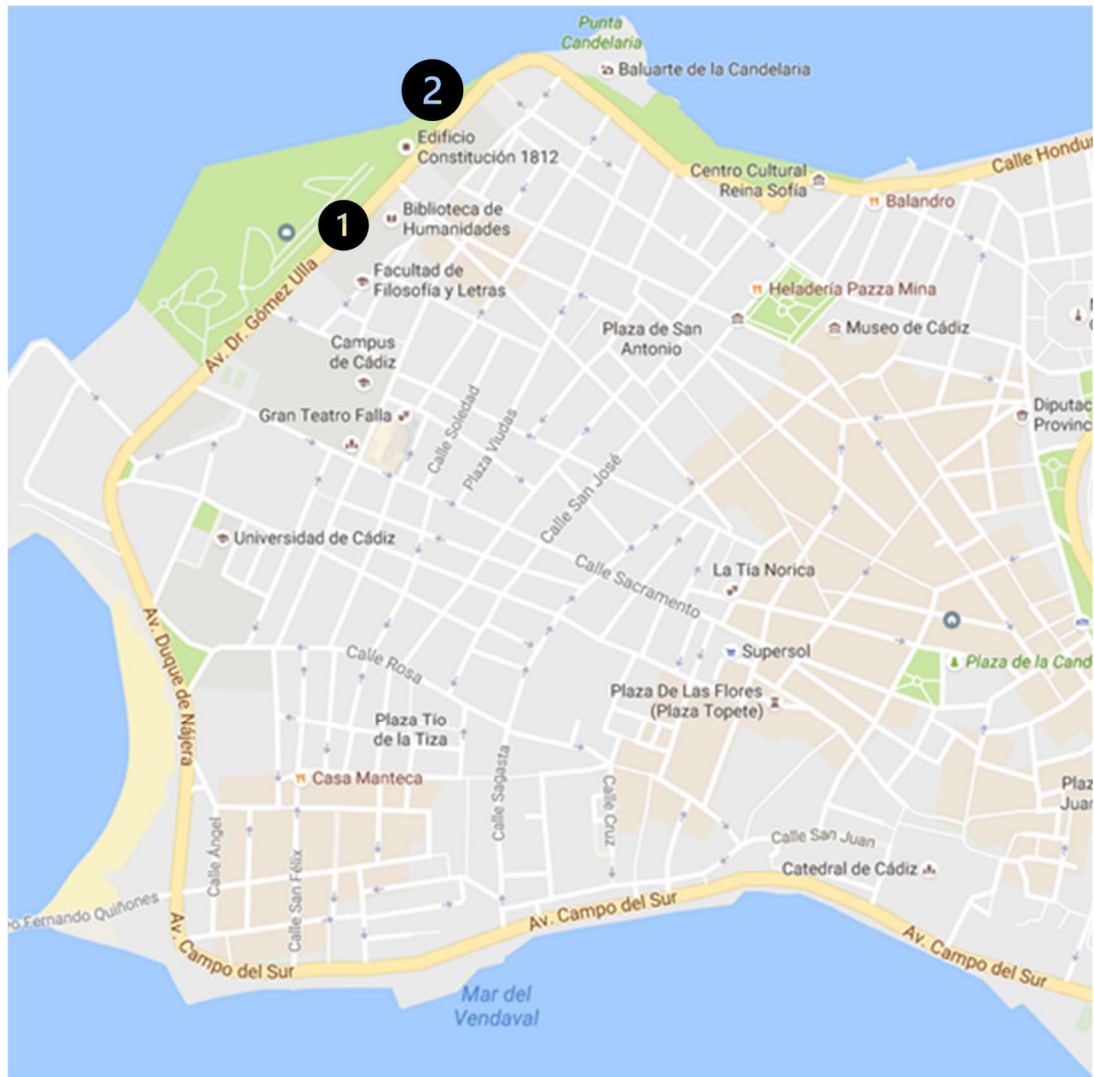 Punta
Candelaria
Baluarte de la Candelaria
2
Edificio
Constitución 1812
Calle Hondur
Centro Cultural
Reina Sofía
Balandro
1
Biblioteca de
Humanidades
Av. Dr. Gómez Ulla
Facultad de
Filosofía y Letras
Heladería Pazza Mina
Plaza de San
Antonio
Museo de Cádiz
Campus
de Cádiz
Gran Teatro Falla
Calle Soledad
Plaza Viudas
Diputac
Provinc
Calle San José
Universidad de Cádiz
Calle Sacramento
La Tía Norica
Av. Duque de Nájera
Calle Rosa
Supersol
Plaza de la Cand
Plaza De Las Flores
(Plaza Topete)
Plaza Tío
de la Tiza
Casa Manteca
Calle Sagasta
Calle Cruz
Plaz
Juan
Calle Ángel
Calle San Félix
Calle San Juan
Catedral de Cádiz
o Fernando Quiñones
Av. Campo del Sur
Av. Campo del Sur
Av. Campo del Sur
Mar del
Vendaval